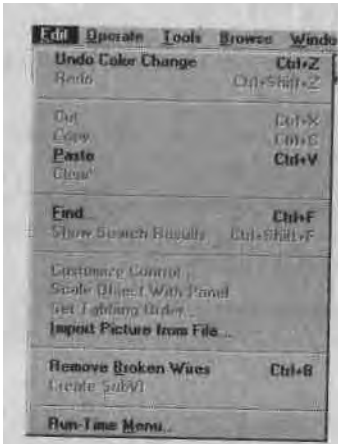 Edit Operate Tools Browse Windo
Undo Color Change Ctrl+Z
Redo Ctrl+Shift+Z
Cut Ctrl+X
Copy Ctrl+C
Paste Ctrl+V
Clear
Find... Ctrl+F
Show Search Results Ctrl+Shift+F
Customize Control...
Scale Object With Panel
Set Tabbing Order...
Import Picture from File...
Remove Broken Wires Ctrl+B
Create SubVI
Run-Time Menu...